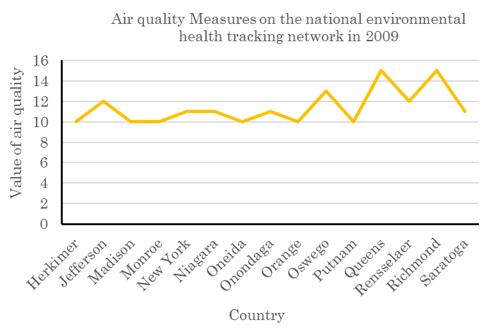 Air quality Measures on the national environmental
health tracking network in 2009
Value of air quality
16
14
12
10
8
6
4
2
0
Herkimer
Jefferson
Madison
Monroe
New York
Niagara
Oneida
Onondaga
Orange
Oswego
Putnam
Queens
Rensselaer
Richmond
Saratoga
Country